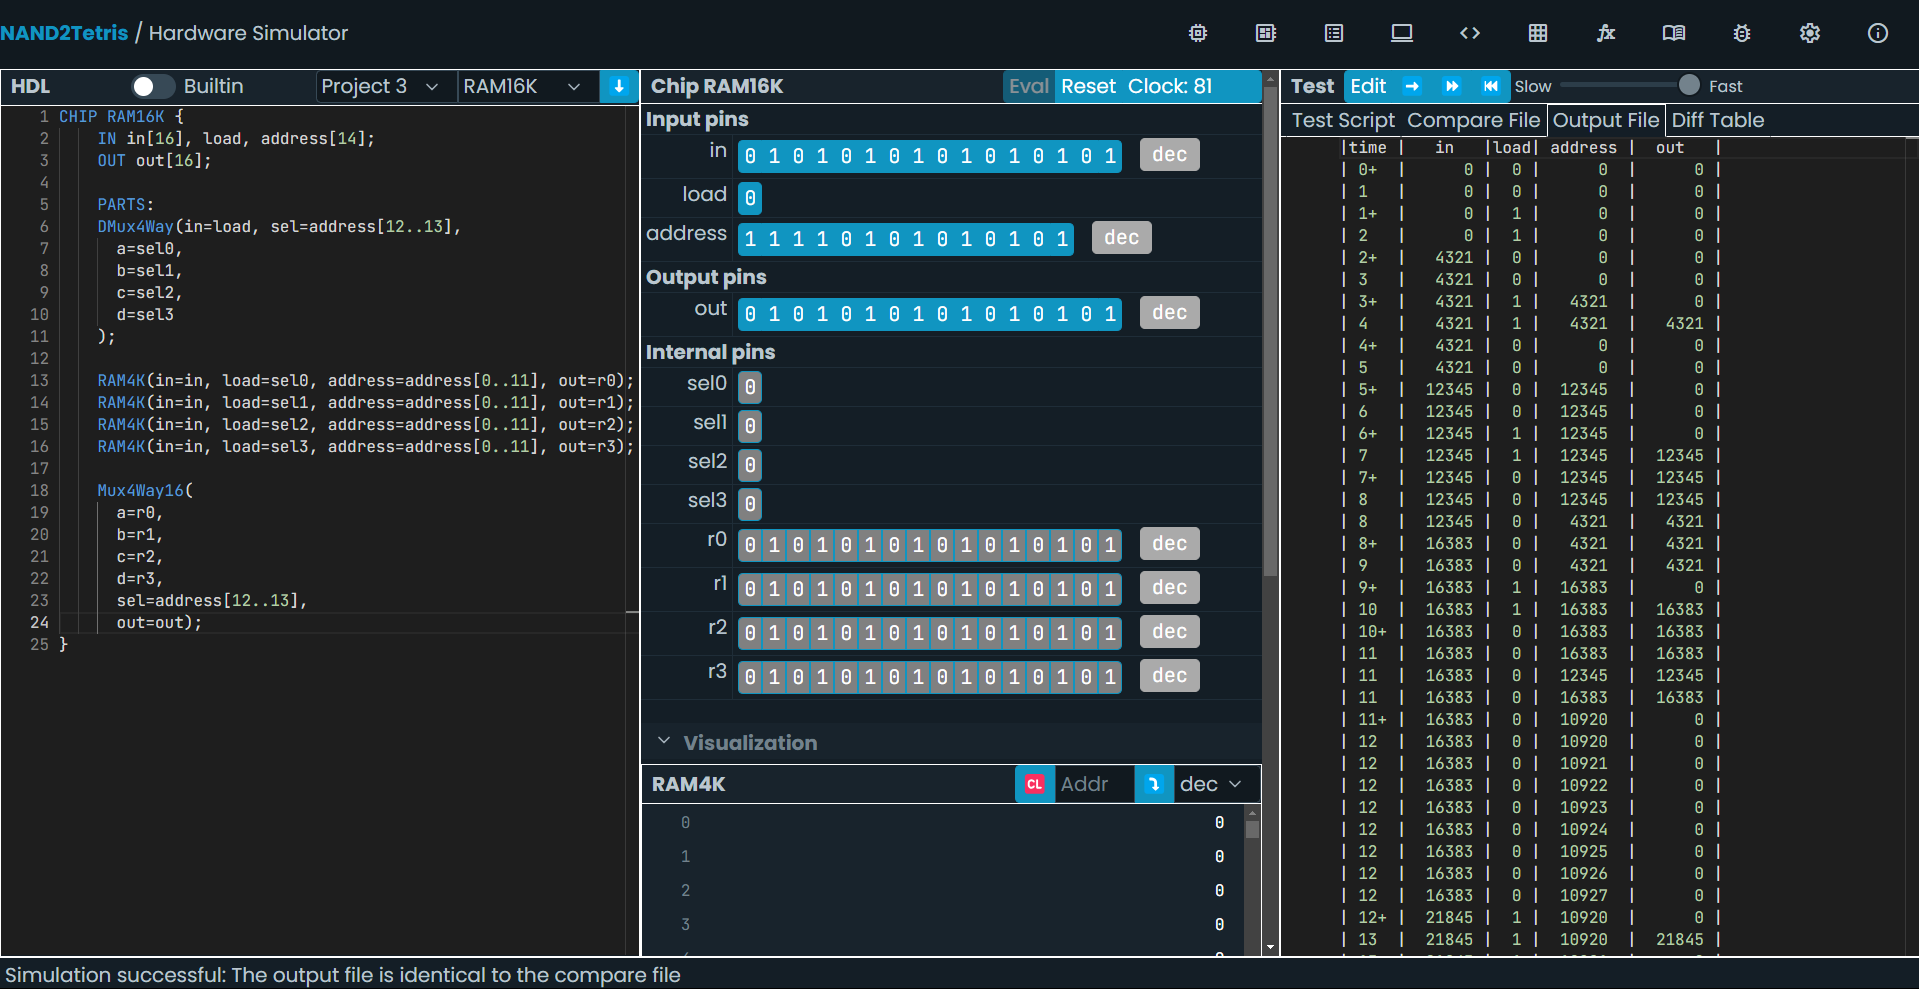 NAND2Tetris / Hardware Simulator
HDL Builtin Project 3 RAM16K
1 CHIP RAM16K {
2 IN in[16], load, address[14];
3 OUT out[16];
4
5 PARTS:
6 DMux4Way(in=load, sel=address[12..13],
7 a=sel0,
8 b=sel1,
9 c=sel2,
10 d=sel3
11 );
12
13 RAM4K(in=in, load=sel0, address=address[0..11], out=r0);
14 RAM4K(in=in, load=sel1, address=address[0..11], out=r1);
15 RAM4K(in=in, load=sel2, address=address[0..11], out=r2);
16 RAM4K(in=in, load=sel3, address=address[0..11], out=r3);
17
18 Mux4Way16(
19 a=r0,
20 b=r1,
21 c=r2,
22 d=r3,
23 sel=address[12..13],
24 out=out);
25 }
Chip RAM16K Eval Reset Clock: 81
Input pins
in 0 1 0 1 0 1 0 1 0 1 0 1 0 1 0 1 dec
load 0
address 1 1 1 1 0 1 0 1 0 1 0 1 0 1 dec
Output pins
out 0 1 0 1 0 1 0 1 0 1 0 1 0 1 0 1 dec
Internal pins
sel0 0
sel1 0
sel2 0
sel3 0
r0 0 1 0 1 0 1 0 1 0 1 0 1 0 1 0 1 dec
r1 0 1 0 1 0 1 0 1 0 1 0 1 0 1 0 1 dec
r2 0 1 0 1 0 1 0 1 0 1 0 1 0 1 0 1 dec
r3 0 1 0 1 0 1 0 1 0 1 0 1 0 1 0 1 dec
Visualization
RAM4K CL Addr dec
0 0
1 0
2 0
3 0
Test Edit Slow Fast
Test Script Compare File Output File Diff Table
|time | in |load| address | out |
| 0+ | 0 | 0 | 0 | 0 |
| 1 | 0 | 0 | 0 | 0 |
| 1+ | 0 | 1 | 0 | 0 |
| 2 | 0 | 1 | 0 | 0 |
| 2+ | 4321 | 0 | 0 | 0 |
| 3 | 4321 | 0 | 0 | 0 |
| 3+ | 4321 | 1 | 4321 | 0 |
| 4 | 4321 | 1 | 4321 | 4321 |
| 4+ | 4321 | 0 | 0 | 0 |
| 5 | 4321 | 0 | 0 | 0 |
| 5+ | 12345 | 0 | 12345 | 0 |
| 6 | 12345 | 0 | 12345 | 0 |
| 6+ | 12345 | 1 | 12345 | 0 |
| 7 | 12345 | 1 | 12345 | 12345 |
| 7+ | 12345 | 0 | 12345 | 12345 |
| 8 | 12345 | 0 | 12345 | 12345 |
| 8 | 12345 | 0 | 4321 | 4321 |
| 8+ | 16383 | 0 | 4321 | 4321 |
| 9 | 16383 | 0 | 4321 | 4321 |
| 9+ | 16383 | 1 | 16383 | 0 |
| 10 | 16383 | 1 | 16383 | 16383 |
| 10+ | 16383 | 0 | 16383 | 16383 |
| 11 | 16383 | 0 | 16383 | 16383 |
| 11 | 16383 | 0 | 12345 | 12345 |
| 11 | 16383 | 0 | 16383 | 16383 |
| 11+ | 16383 | 0 | 10920 | 0 |
| 12 | 16383 | 0 | 10920 | 0 |
| 12 | 16383 | 0 | 10921 | 0 |
| 12 | 16383 | 0 | 10922 | 0 |
| 12 | 16383 | 0 | 10923 | 0 |
| 12 | 16383 | 0 | 10924 | 0 |
| 12 | 16383 | 0 | 10925 | 0 |
| 12 | 16383 | 0 | 10926 | 0 |
| 12 | 16383 | 0 | 10927 | 0 |
| 12+ | 21845 | 1 | 10920 | 0 |
| 13 | 21845 | 1 | 10920 | 21845 |
Simulation successful: The output file is identical to the compare file